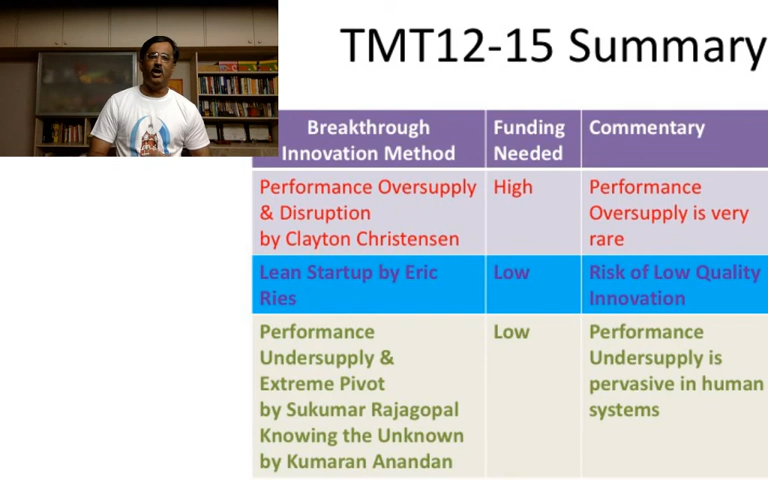 TMT12-15 Summary
Breakthrough
Innovation Method
Funding
Needed
Commentary
Performance Oversupply
& Disruption
by Clayton Christensen
High
Performance
Oversupply is very
rare
Lean Startup by Eric
Ries
Low
Risk of Low Quality
Innovation
Performance
Undersupply &
Extreme Pivot
by Sukumar Rajagopal
Knowing the Unknown
by Kumaran Anandan
Low
Performance
Undersupply is
pervasive in human
systems